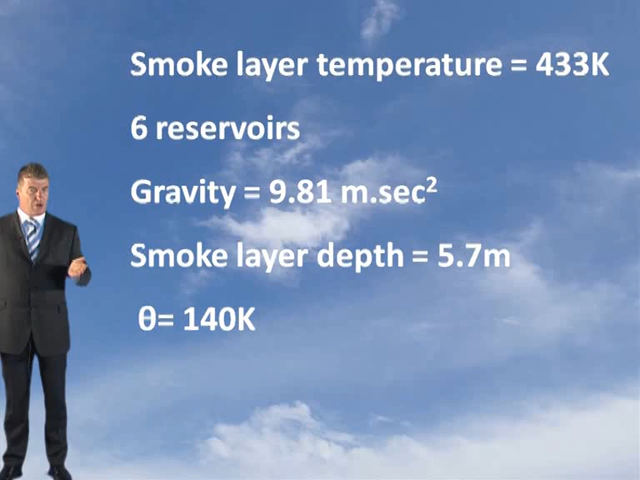 Smoke layer temperature = 433K
6 reservoirs
Gravity = 9.81 m.sec²
Smoke layer depth = 5.7m
θ= 140K